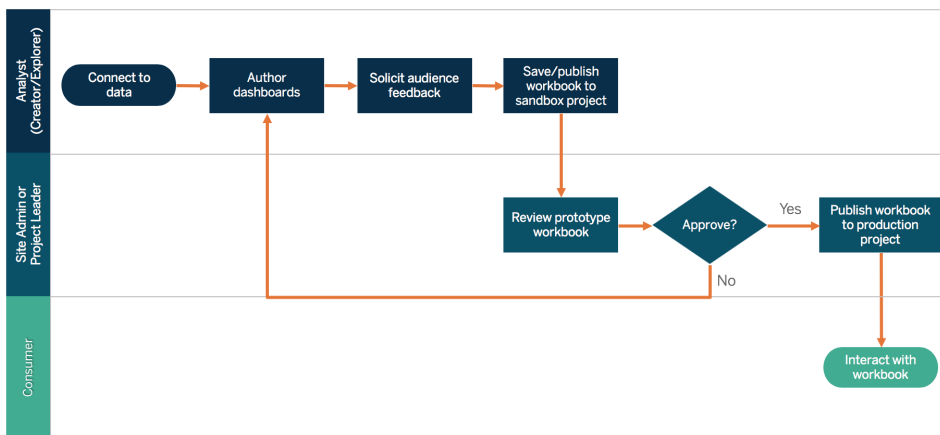 Analyst
(Creator/Explorer)
Connect to
data
Author
dashboards
Solicit audience
feedback
Save/publish
workbook to
sandbox project
Site Admin or
Project Leader
Review prototype
workbook
Approve?
Yes
No
Publish workbook
to production
project
Consumer
Interact with
workbook